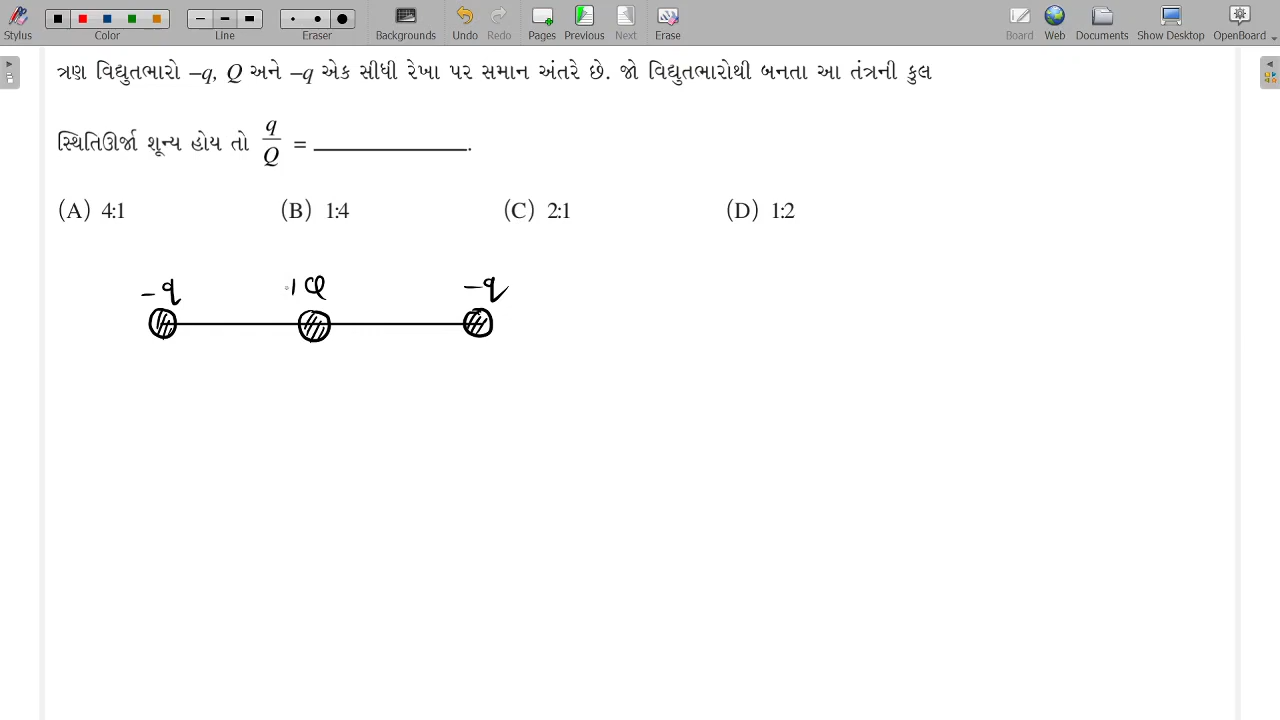 Stylus Color Line Eraser Backgrounds Undo Redo Pages Previous Next Erase Board Web Documents Show Desktop OpenBoard
ત્રણ વિદ્યુતભારો –q, Q અને –q એક સીધી રેખા પર સમાન અંતરે છે. જો વિદ્યુતભારોથી બનતા આ તંત્રની કુલ
સ્થિતિઊર્જા શૂન્ય હોય તો q/Q = ____________.
(A) 4:1 (B) 1:4 (C) 2:1 (D) 1:2
–q +Q –q